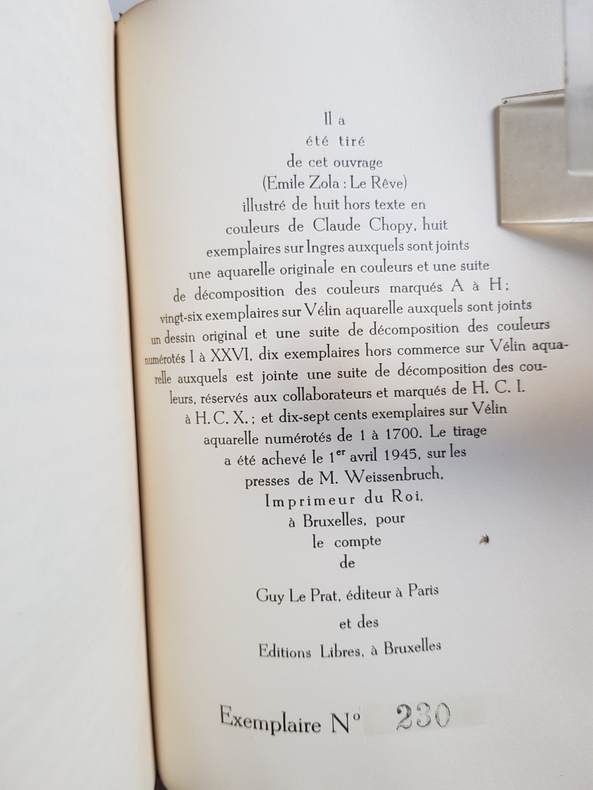 Il a
été tiré
de cet ouvrage
(Emile Zola : Le Rêve)
illustré de huit hors texte en
couleurs de Claude Chopy, huit
exemplaires sur Ingres auxquels sont joints
une aquarelle originale en couleurs et une suite
de décomposition des couleurs marqués A à H ;
vingt-six exemplaires sur Vélin aquarelle auxquels sont joints
un dessin original et une suite de décomposition des couleurs
numérotés I à XXVI, dix exemplaires hors commerce sur Vélin aqua-
relle auxquels est jointe une suite de décomposition des cou-
leurs, réservés aux collaborateurs et marqués de H. C. I.
à H. C. X. ; et dix-sept cents exemplaires sur Vélin
aquarelle numérotés de 1 à 1700. Le tirage
a été achevé le 1er avril 1945, sur les
presses de M. Weissenbruch,
Imprimeur du Roi,
à Bruxelles, pour
le compte
de
Guy Le Prat, éditeur à Paris
et des
Editions Libres, à Bruxelles
Exemplaire N° 230